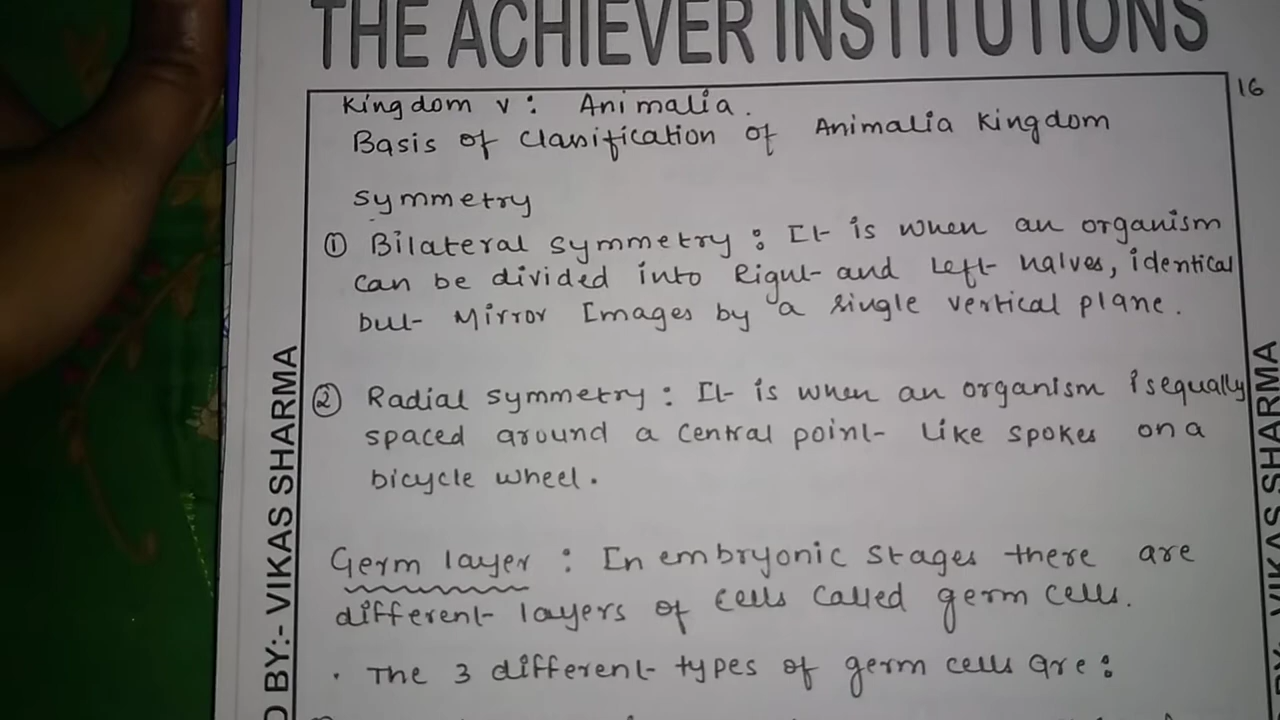 THE ACHIEVER INSTITUTIONS
16
Kingdom V : Animalia.
Basis of Classification of Animalia Kingdom
Symmetry
① Bilateral symmetry : It is when an organism
can be divided into Right and Left halves, identical
but Mirror Images by a single vertical plane.
② Radial symmetry : It is when an organism is equally
spaced around a central point Like spokes on a
bicycle wheel.
Germ layer : In embryonic stages there are
different layers of cells called germ cells.
• The 3 different types of germ cells are :
D BY:- VIKAS SHARMA
BY:- VIKAS SHARMA